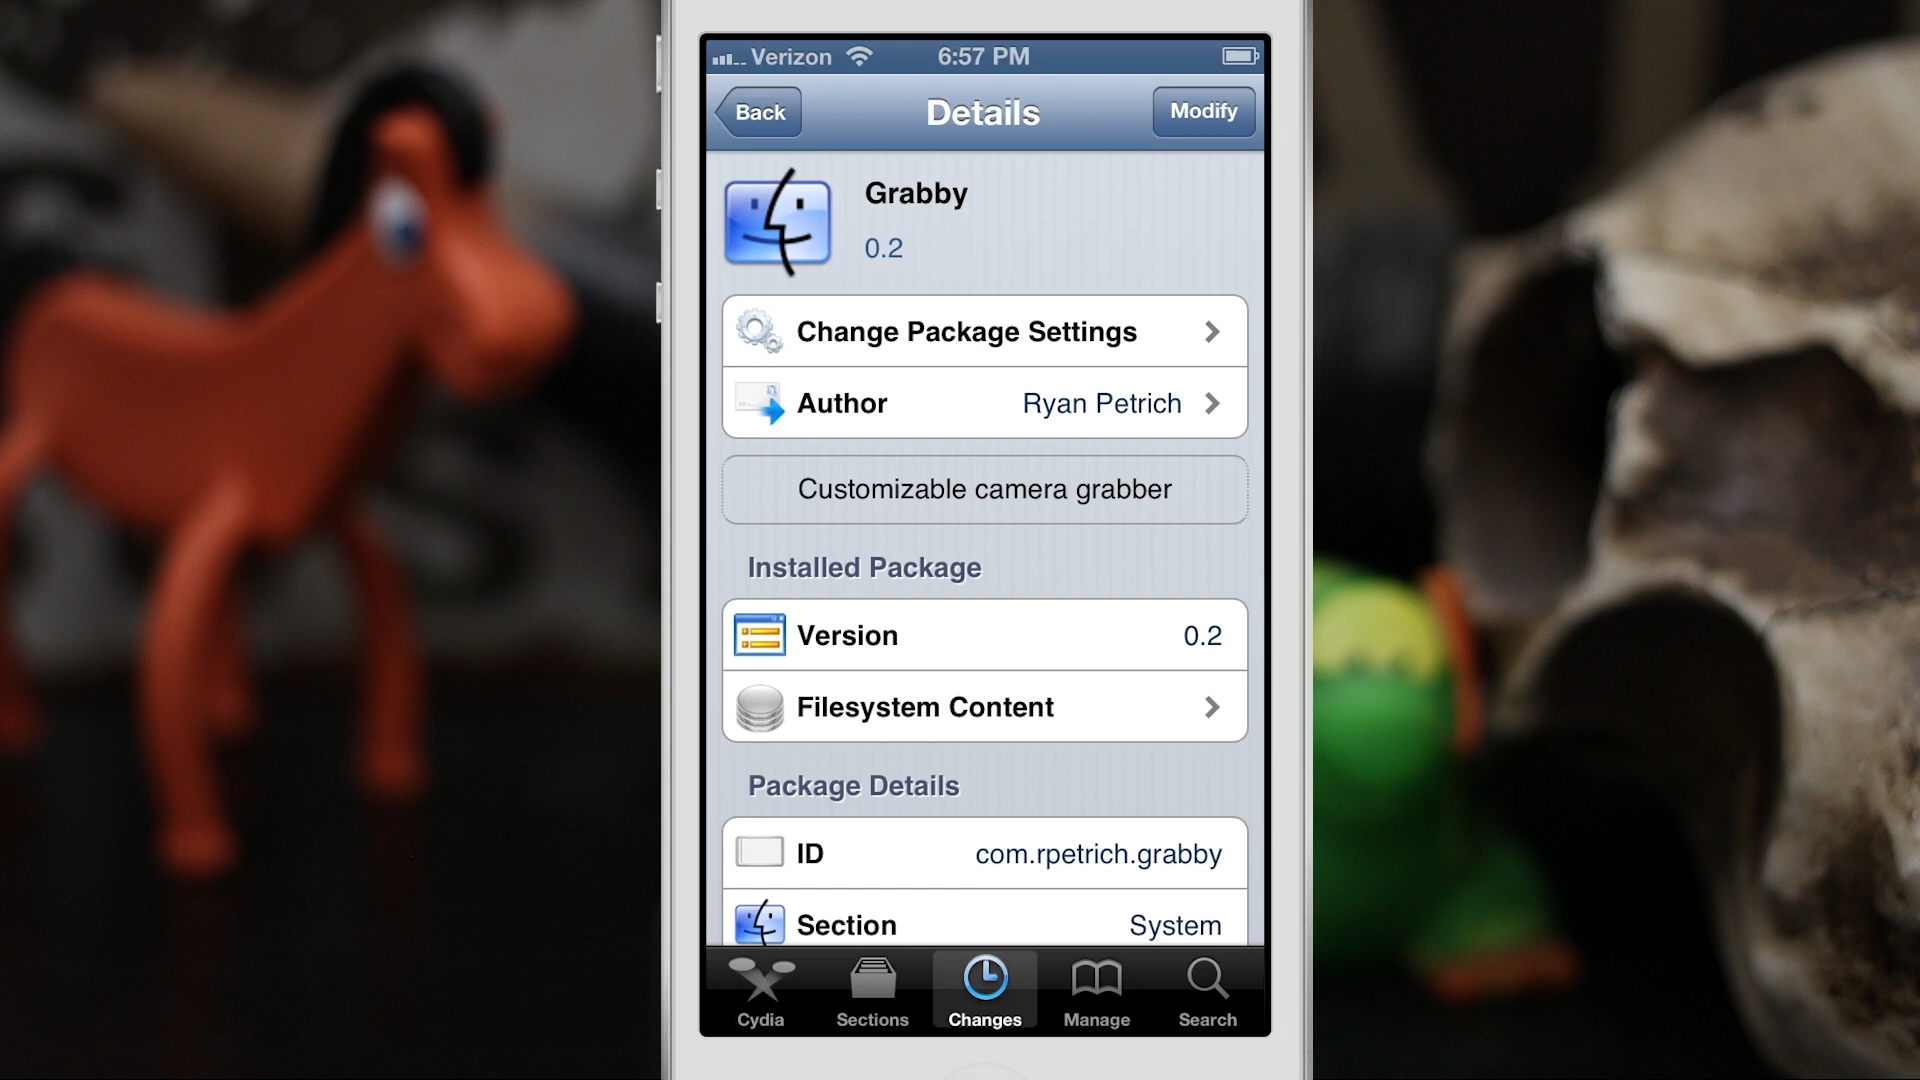 Verizon 6:57 PM
Back Details Modify
Grabby
0.2
Change Package Settings
Author Ryan Petrich
Customizable camera grabber
Installed Package
Version 0.2
Filesystem Content
Package Details
ID com.rpetrich.grabby
Section System
Cydia Sections Changes Manage Search